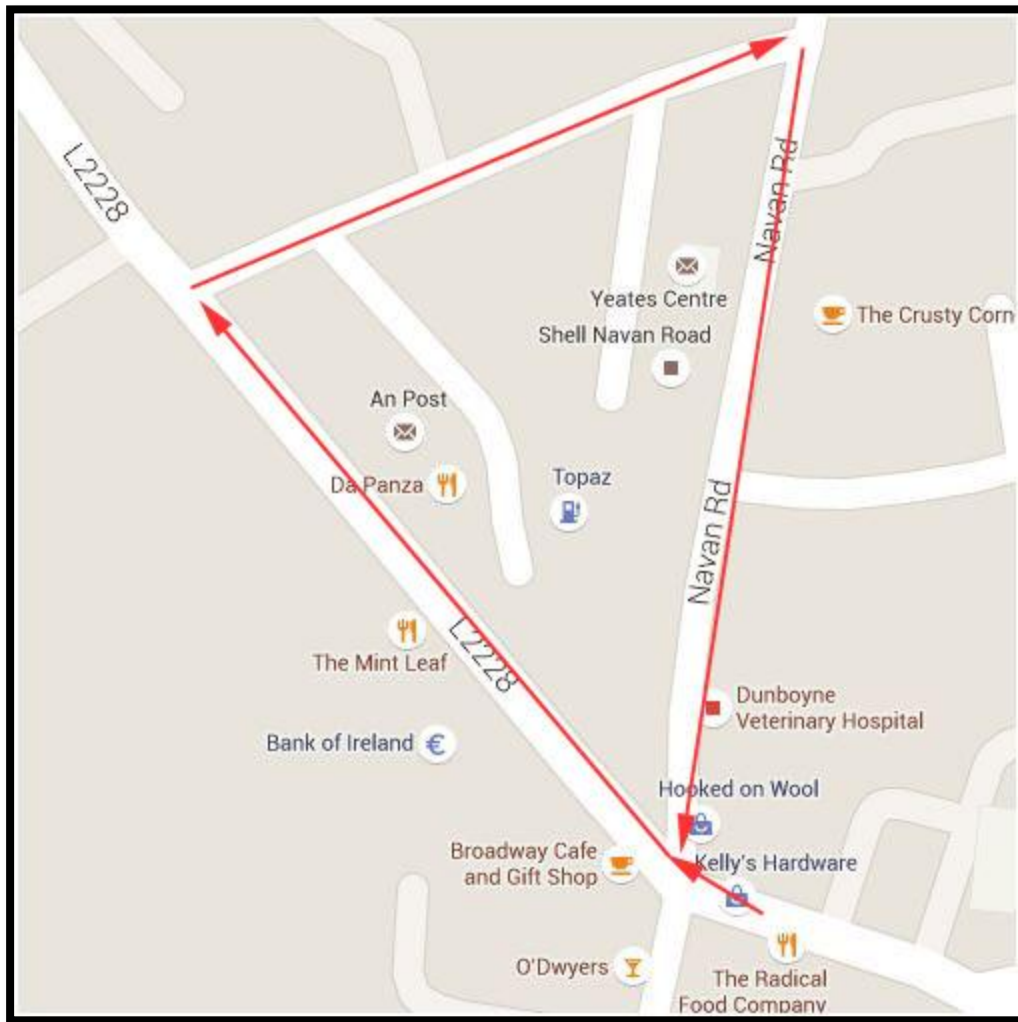 L2228
Navan Rd
Yeates Centre
The Crusty Corn
Shell Navan Road
An Post
Da Panza
Topaz
Navan Rd
The Mint Leaf
L2228
Dunboyne
Veterinary Hospital
Bank of Ireland
€
Hooked on Wool
Broadway Cafe
and Gift Shop
Kelly's Hardware
O'Dwyers
The Radical
Food Company